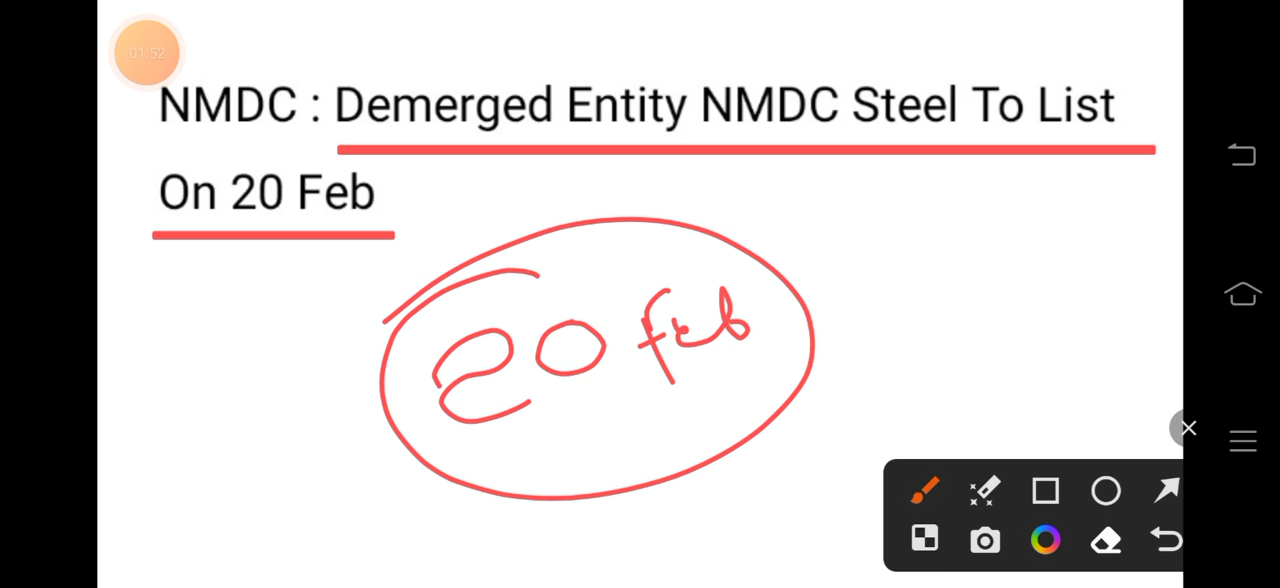 01:52
NMDC : Demerged Entity NMDC Steel To List
On 20 Feb
20 feb